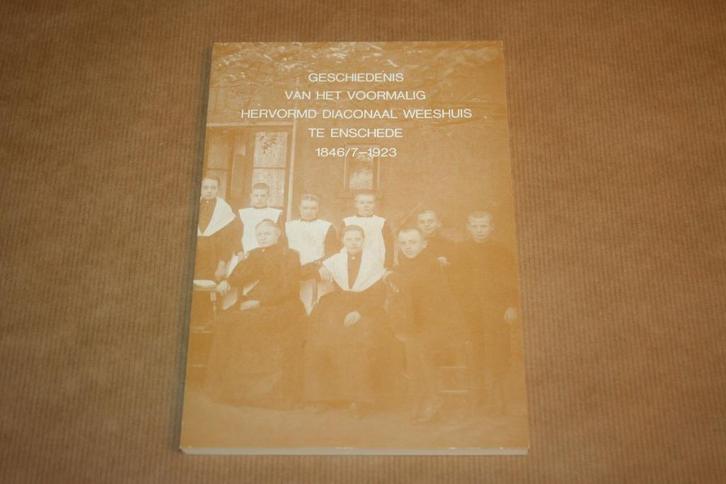 GESCHIEDENIS
VAN HET VOORMALIG
HERVORMD DIACONAAL WEESHUIS
TE ENSCHEDE
1846/7-1923